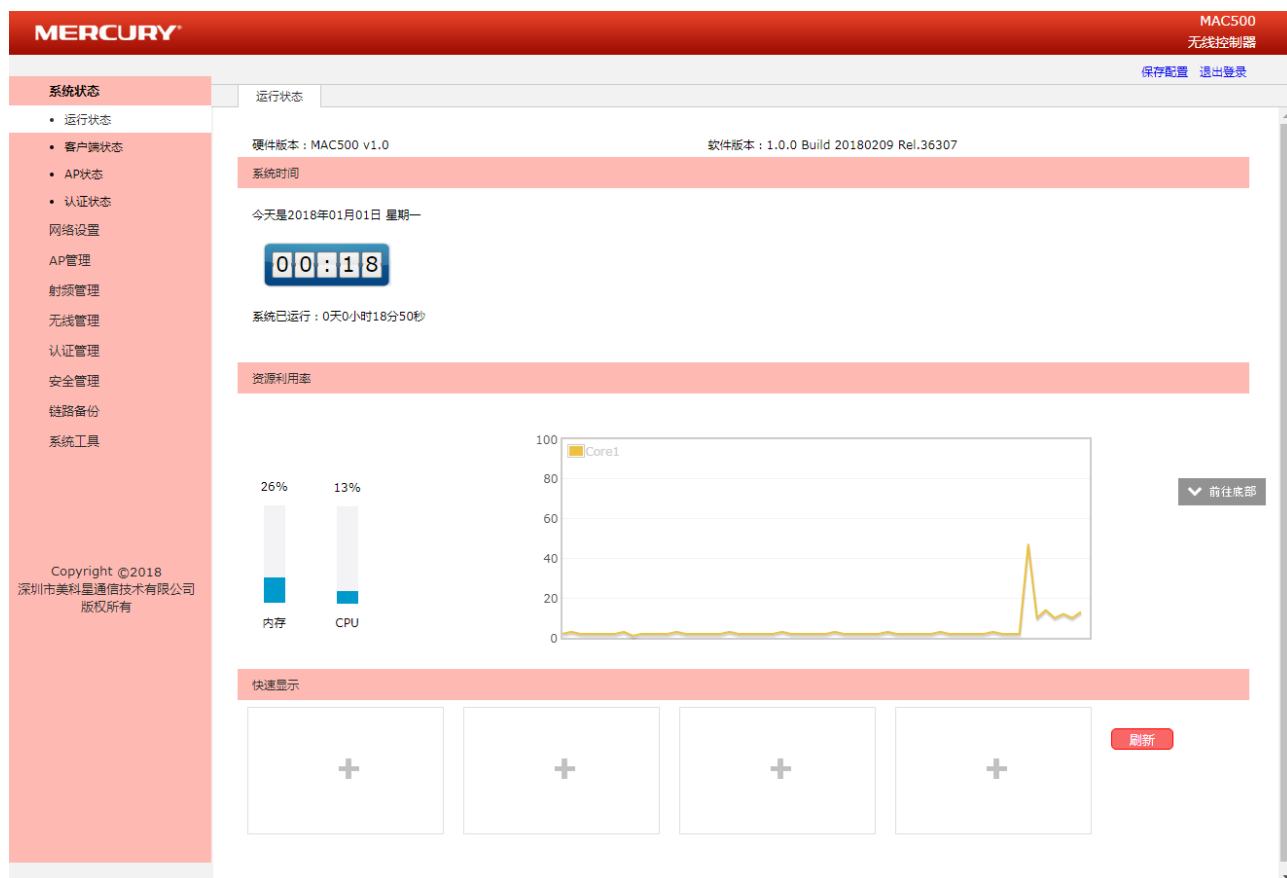 MERCURY
MAC500
无线控制器
保存配置 退出登录
系统状态
• 运行状态
• 客户端状态
• AP状态
• 认证状态
网络设置
AP管理
射频管理
无线管理
认证管理
安全管理
链路备份
系统工具
Copyright ©2018
深圳市美科星通信技术有限公司
版权所有
运行状态
硬件版本：MAC500 v1.0
软件版本：1.0.0 Build 20180209 Rel.36307
系统时间
今天是2018年01月01日 星期一
00:18
系统已运行：0天0小时18分50秒
资源利用率
26%
13%
内存
CPU
100
80
60
40
20
0
Core1
前往底部
快速显示
刷新